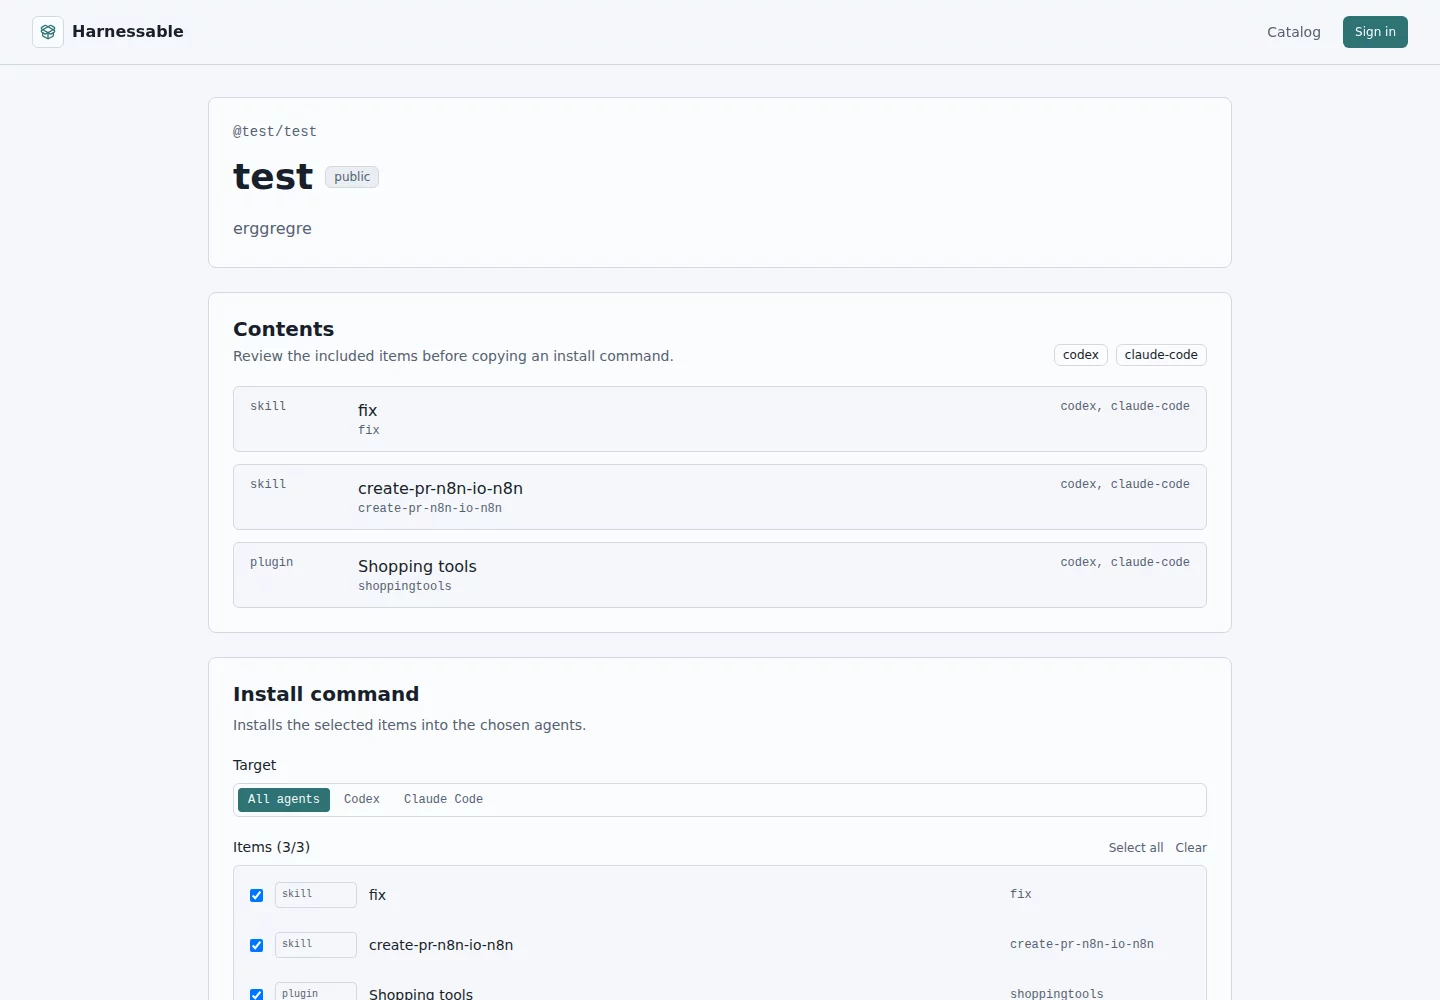 Harnessable
Catalog
Sign in
@test/test
test public
erggregre
Contents
Review the included items before copying an install command.
codex
claude-code
skill
fix
fix
codex, claude-code
skill
create-pr-n8n-io-n8n
create-pr-n8n-io-n8n
codex, claude-code
plugin
Shopping tools
shoppingtools
codex, claude-code
Install command
Installs the selected items into the chosen agents.
Target
All agents Codex Claude Code
Items (3/3)
Select all Clear
skill fix fix
skill create-pr-n8n-io-n8n create-pr-n8n-io-n8n
plugin Shopping tools shoppingtools